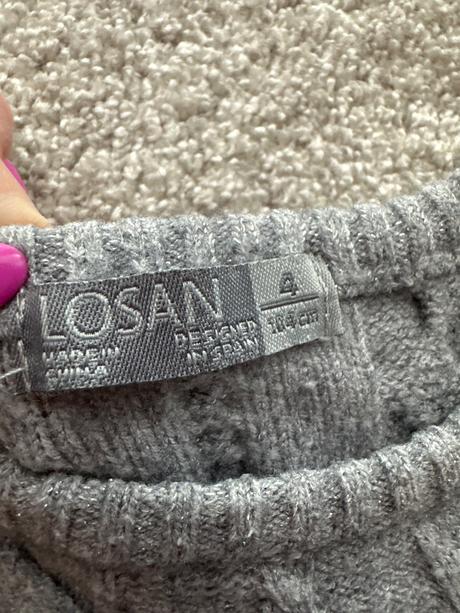 LOSAN
MADE IN
CHINA
DESIGNED
IN SPAIN
4
104 cm